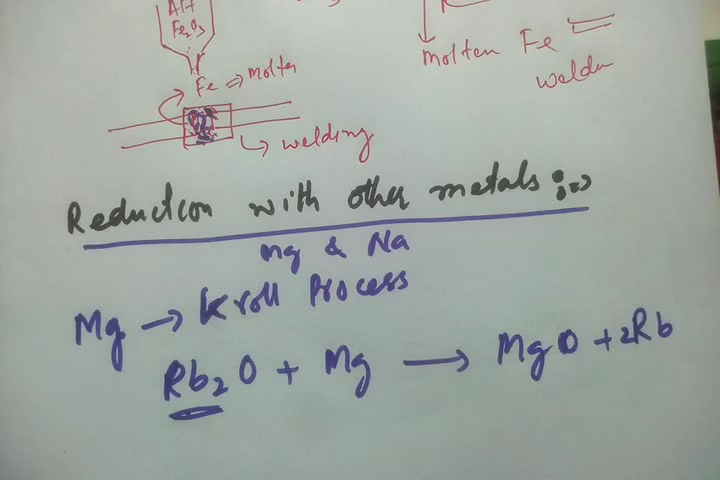 Al +
Fe₂O₃
Fe ⇒ Molten
welding
Molten Fe
Reduction with other metals :⇒
Mg & Na
Mg → Kroll Process
Rb₂O + Mg ⟶ MgO + 2Rb